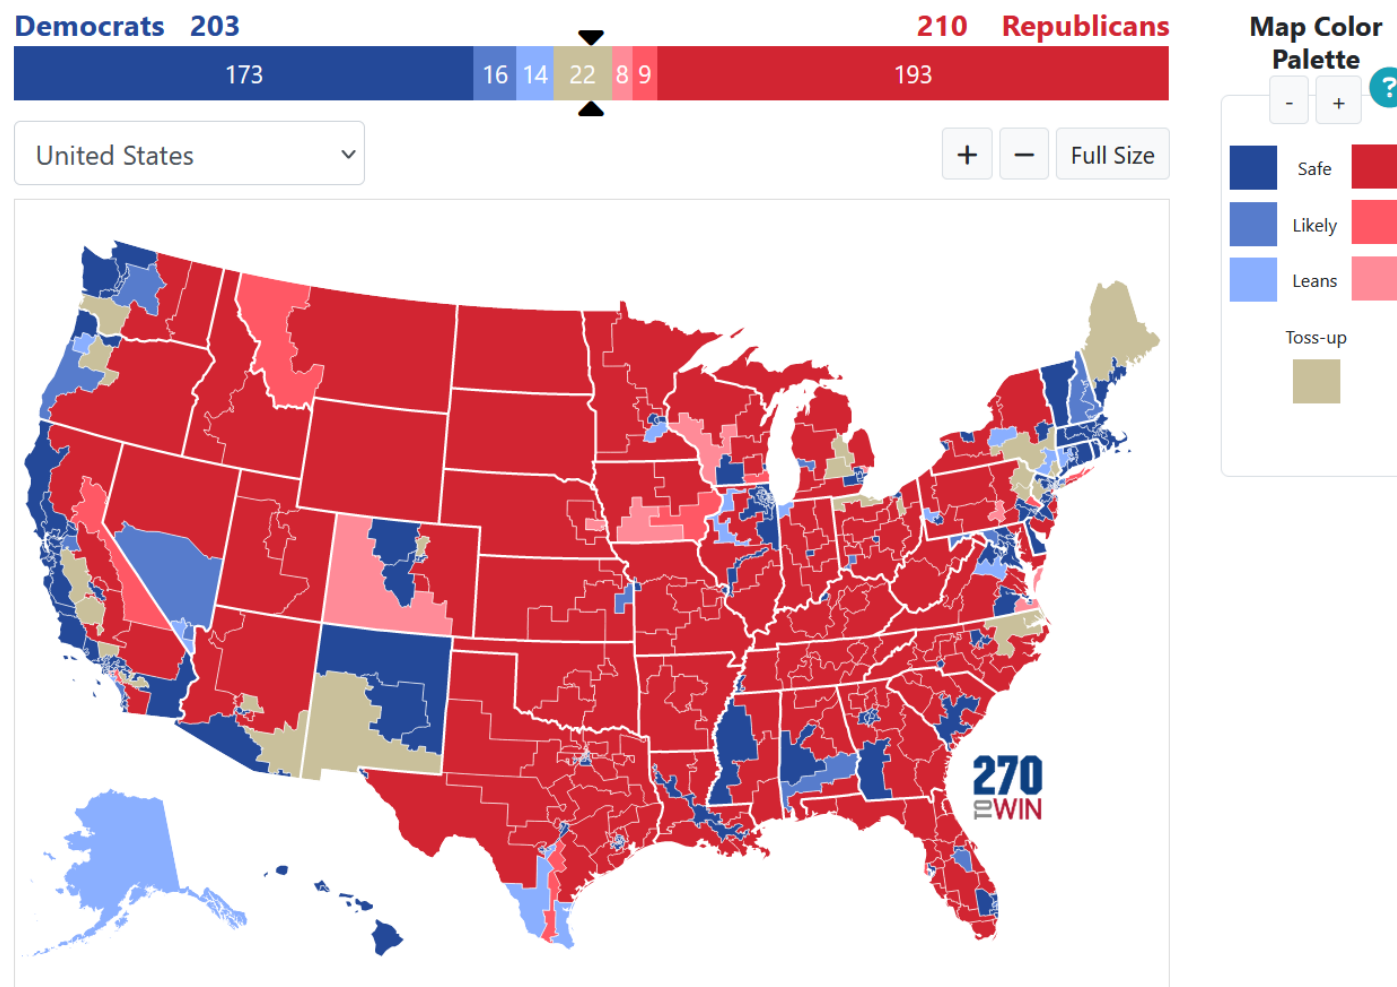 Democrats 203
210 Republicans
173 16 14 22 8 9 193
United States
+ − Full Size
Map Color
Palette
- +
?
Safe
Likely
Leans
Toss-up
270
TO WIN